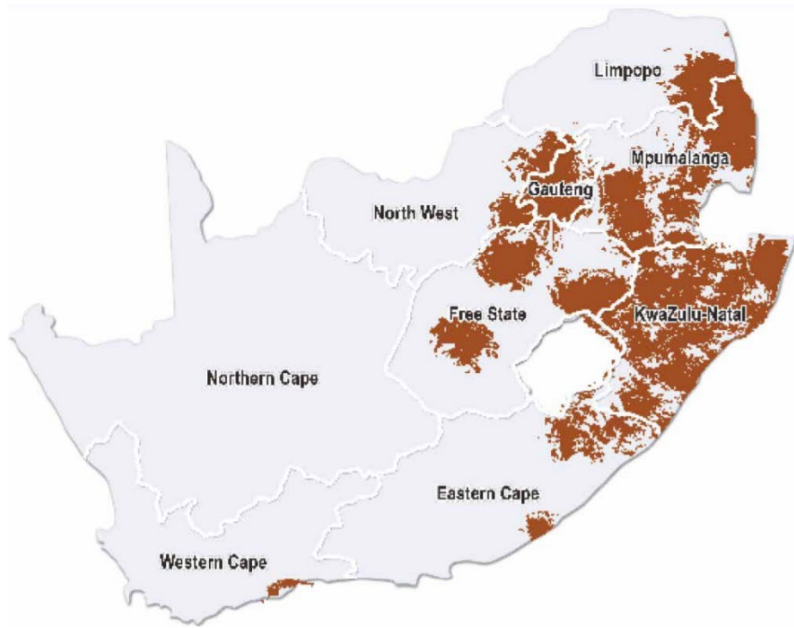 Limpopo
Mpumalanga
Gauteng
North West
Free State
KwaZulu-Natal
Northern Cape
Eastern Cape
Western Cape